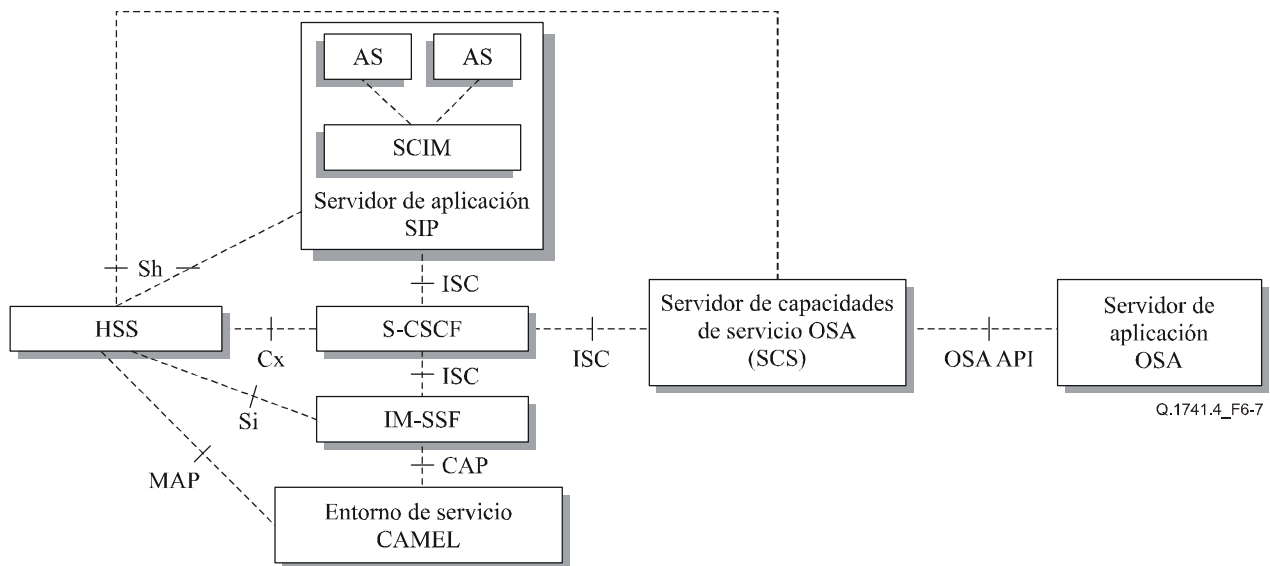 AS
AS
SCIM
Servidor de aplicación
SIP
Sh
ISC
HSS
Cx
S-CSCF
ISC
Servidor de capacidades
de servicio OSA
(SCS)
OSA API
Servidor de
aplicación
OSA
ISC
Si
IM-SSF
Q.1741.4_F6-7
MAP
CAP
Entorno de servicio
CAMEL